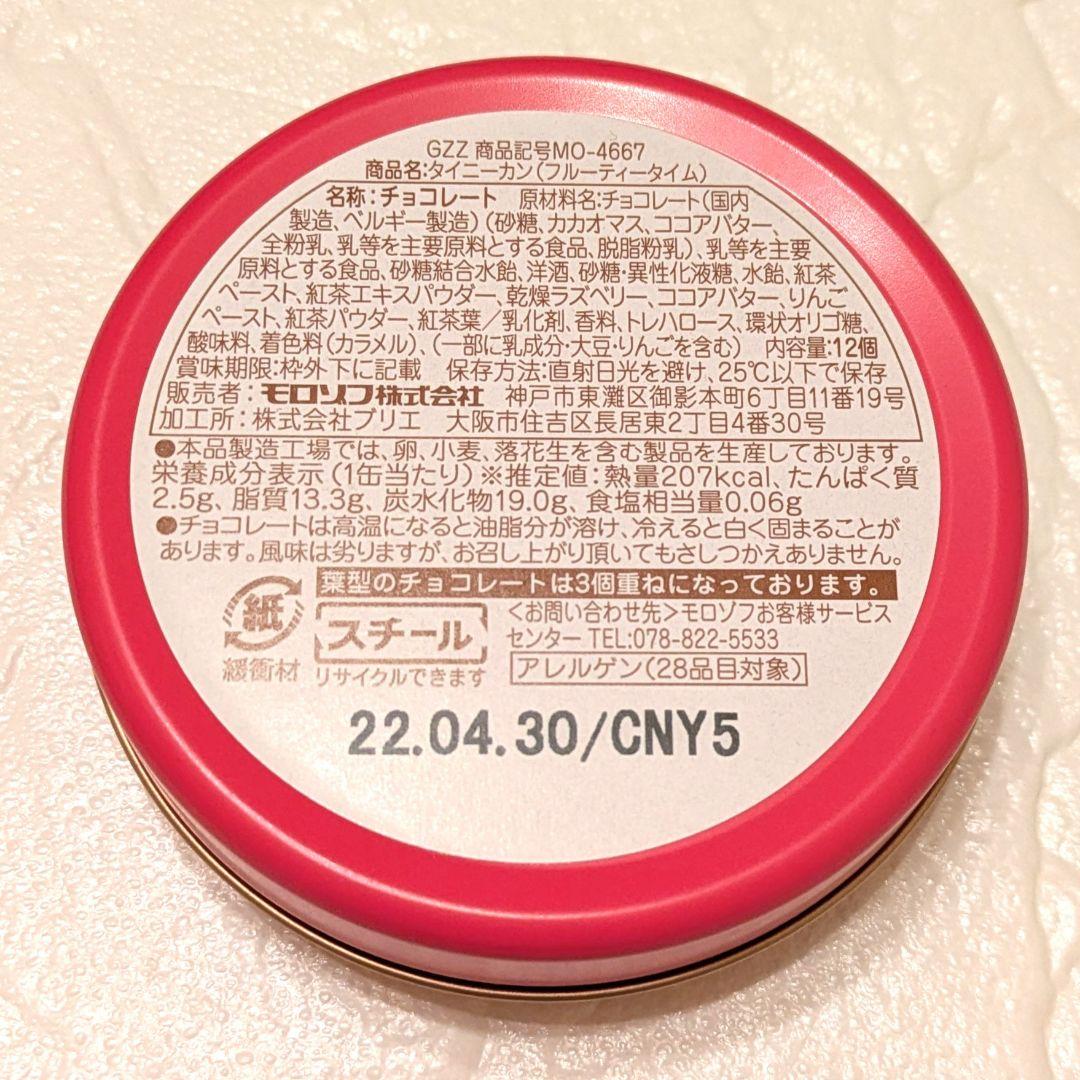 GZZ 商品記号MO-4667
商品名:タイニーカン(フルーティータイム)
名称:チョコレート 原材料名:チョコレート(国内
製造、ベルギー製造)(砂糖、カカオマス、ココアバター、
全粉乳、乳等を主要原料とする食品、脱脂粉乳)、乳等を主要
原料とする食品、砂糖結合水飴、洋酒、砂糖・異性化液糖、水飴、紅茶
ペースト、紅茶エキスパウダー、乾燥ラズベリー、ココアバター、りんご
ペースト、紅茶パウダー、紅茶葉/乳化剤、香料、トレハロース、環状オリゴ糖、
酸味料、着色料(カラメル)、(一部に乳成分・大豆・りんごを含む) 内容量:12個
賞味期限:枠外下に記載 保存方法:直射日光を避け、25℃以下で保存
販売者:モロゾフ株式会社 神戸市東灘区御影本町6丁目11番19号
加工所:株式会社ブリエ 大阪市住吉区長居東2丁目4番30号
●本品製造工場では、卵、小麦、落花生を含む製品を生産しております。
栄養成分表示(1缶当たり)※推定値:熱量207kcal、たんぱく質
2.5g、脂質13.3g、炭水化物19.0g、食塩相当量0.06g
●チョコレートは高温になると油脂分が溶け、冷えると白く固まることが
あります。風味は劣りますが、お召し上がり頂いてもさしつかえありません。
葉型のチョコレートは3個重ねになっております。
紙
緩衝材
スチール
リサイクルできます
<お問い合わせ先>モロゾフお客様サービス
センター TEL:078-822-5533
アレルゲン(28品目対象)
22.04.30/CNY5